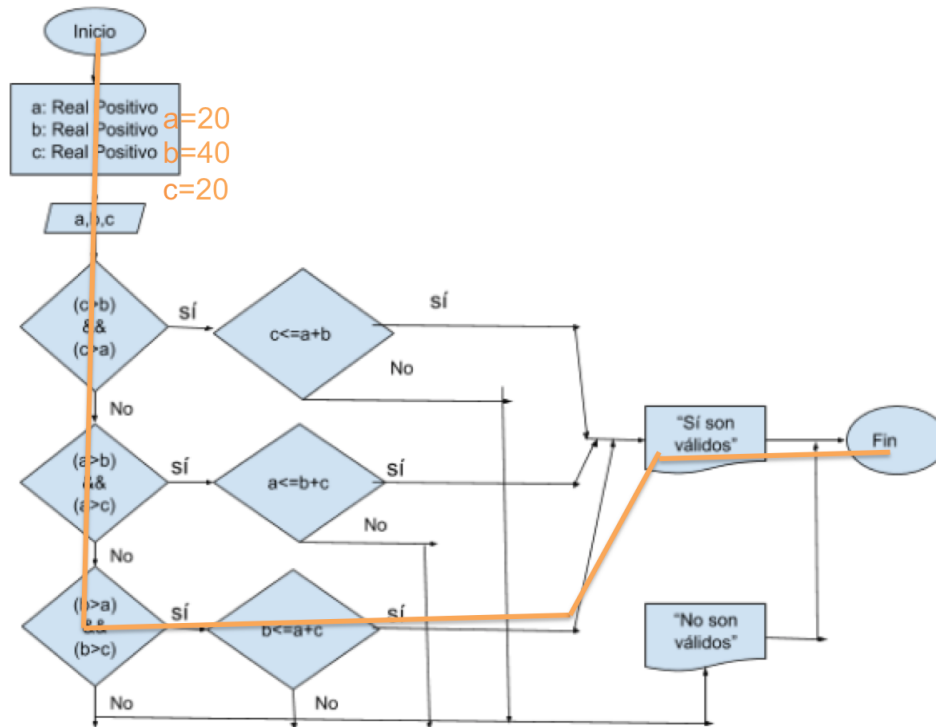 Inicio
a: Real Positivo
b: Real Positivo
c: Real Positivo
a=20
b=40
c=20
a,b,c
(c>b)
&&
(c>a)
sí
c<=a+b
sí
No
No
(a>b)
&&
(a>c)
sí
a<=b+c
sí
No
No
(b>a)
&&
(b>c)
sí
b<=a+c
sí
No
No
“Sí son
válidos”
Fin
“No son
válidos”